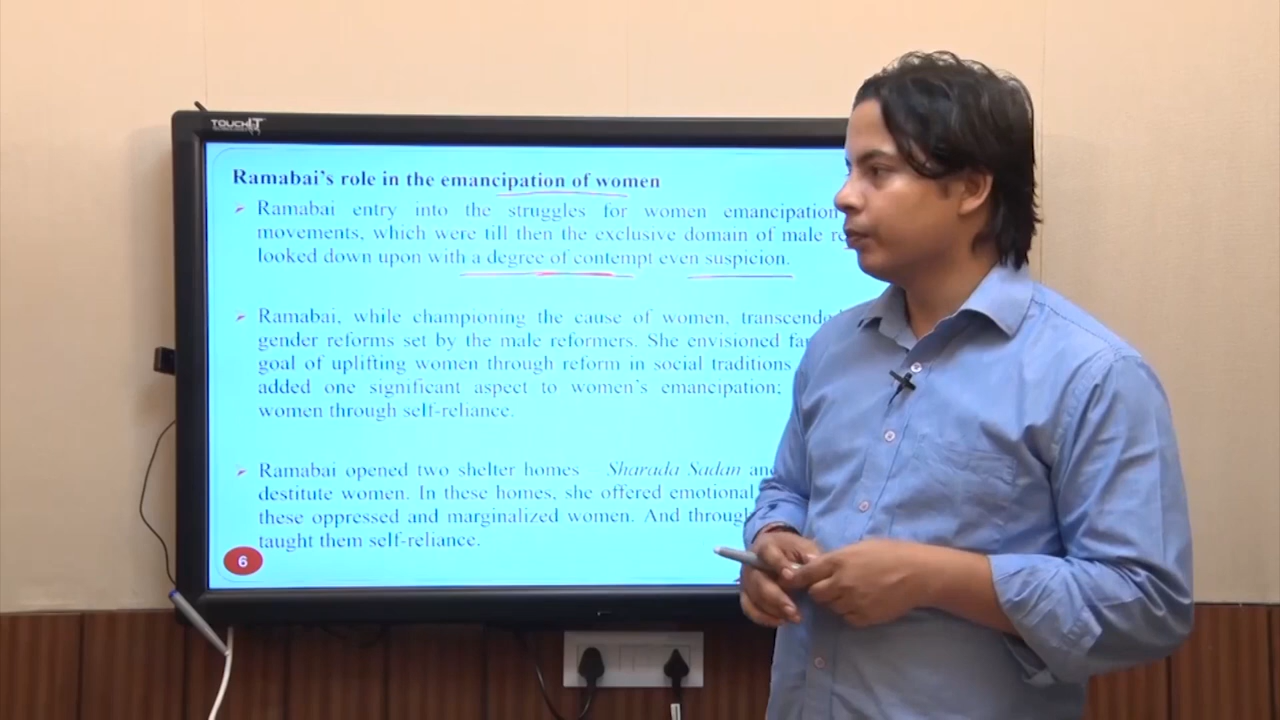 TOUCHIT
Ramabai's role in the emancipation of women
Ramabai entry into the struggles for women emancipation
movements, which were till then the exclusive domain of male
looked down upon with a degree of contempt even suspicion.
Ramabai, while championing the cause of women,
gender reforms set by the male reformers. She envisioned
goal of uplifting women through reform in social traditions
added one significant aspect to women's emancipation;
women through self-reliance.
Ramabai opened two shelter homes Sharada Sadan
destitute women. In these homes, she offered emotional
these oppressed and marginalized women. And through
taught them self-reliance.
6